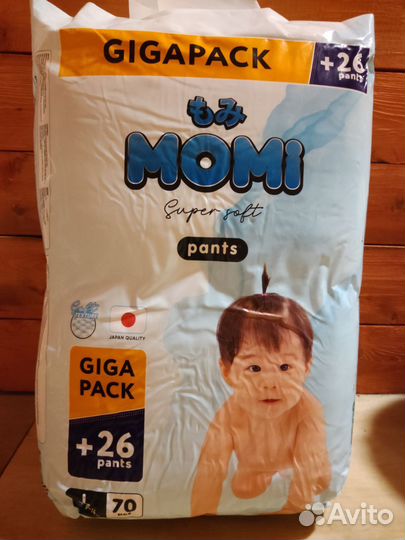 GIGAPACK
+26
pants
もみ
MOMi
Super soft
pants
JAPAN QUALITY
GIGA
PACK
+26
pants
L
70
Avito